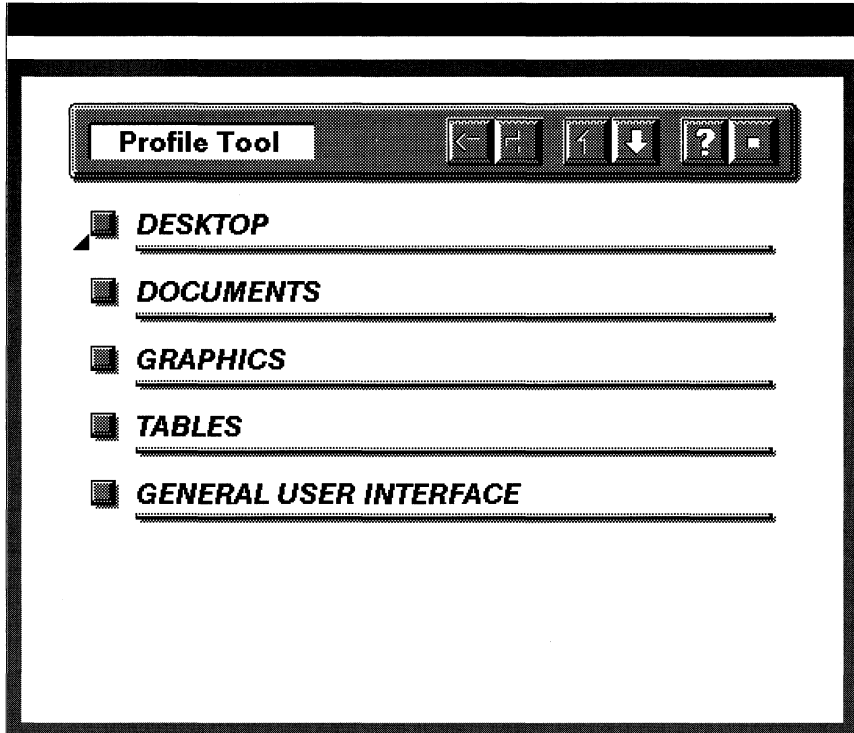 Profile Tool
?
DESKTOP
DOCUMENTS
GRAPHICS
TABLES
GENERAL USER INTERFACE